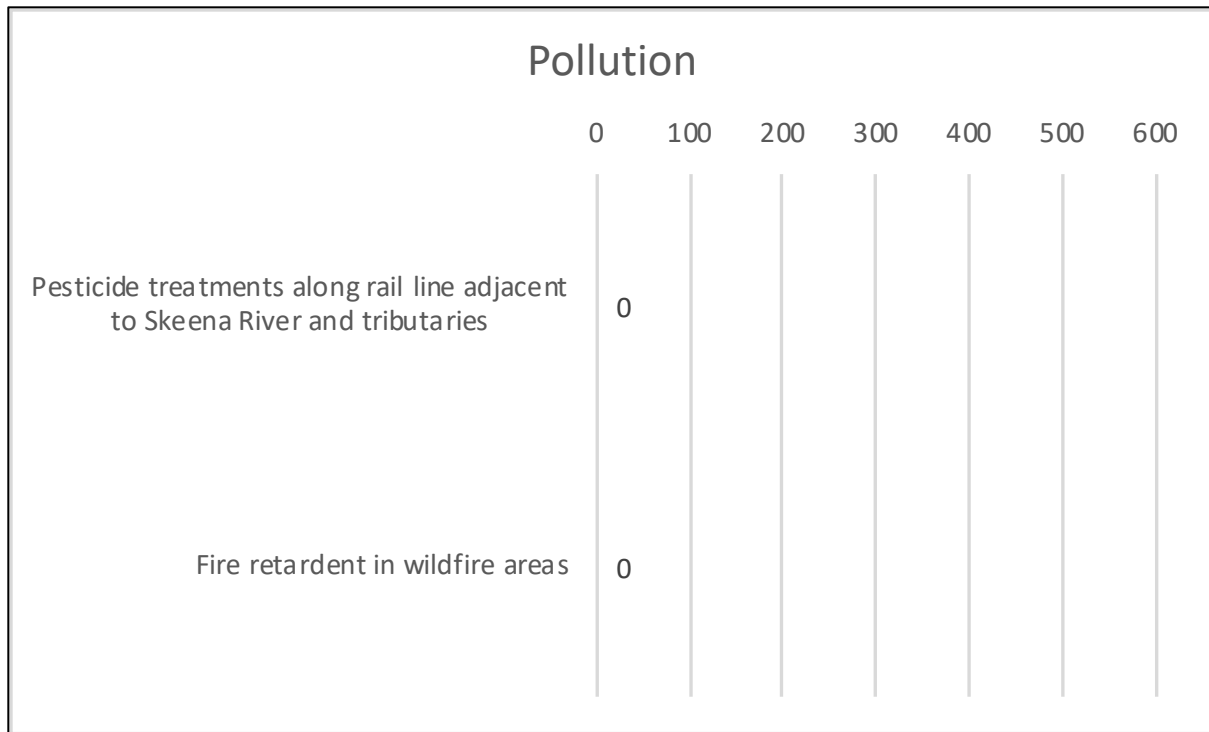 Pollution
0 100 200 300 400 500 600
Pesticide treatments along rail line adjacent
to Skeena River and tributaries
0
Fire retardent in wildfire areas
0